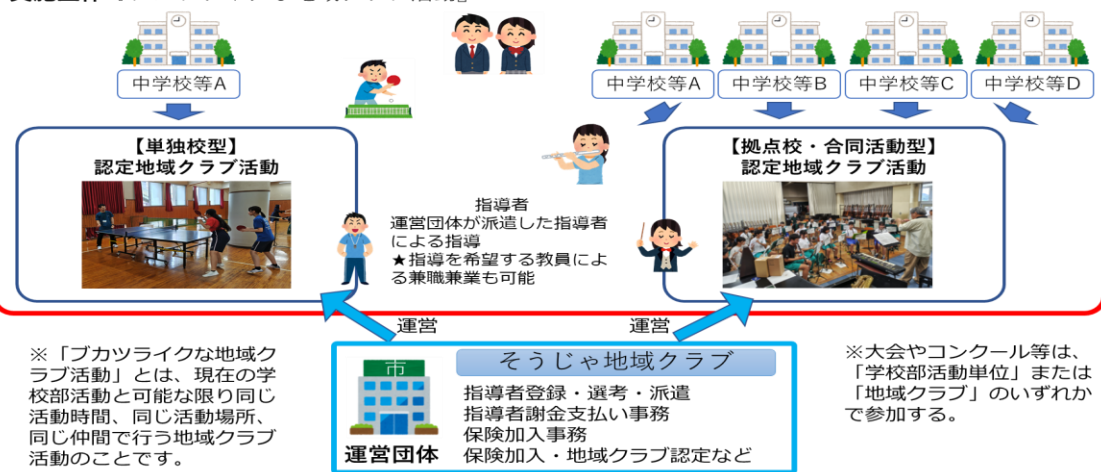 中学校等A
中学校等A
中学校等B
中学校等C
中学校等D
【単独校型】
認定地域クラブ活動
【拠点校・合同活動型】
認定地域クラブ活動
指導者
運営団体が派遣した指導者
による指導
★指導を希望する教員によ
る兼職兼業も可能
運営
運営
※「ブカツライクな地域ク
ラブ活動」とは、現在の学
校部活動と可能な限り同じ
活動時間、同じ活動場所、
同じ仲間で行う地域クラブ
活動のことです。
市
運営団体
そうじゃ地域クラブ
指導者登録・選考・派遣
指導者謝金支払い事務
保険加入事務
保険加入・地域クラブ認定など
※大会やコンクール等は、
「学校部活動単位」または
「地域クラブ」のいずれか
で参加する。